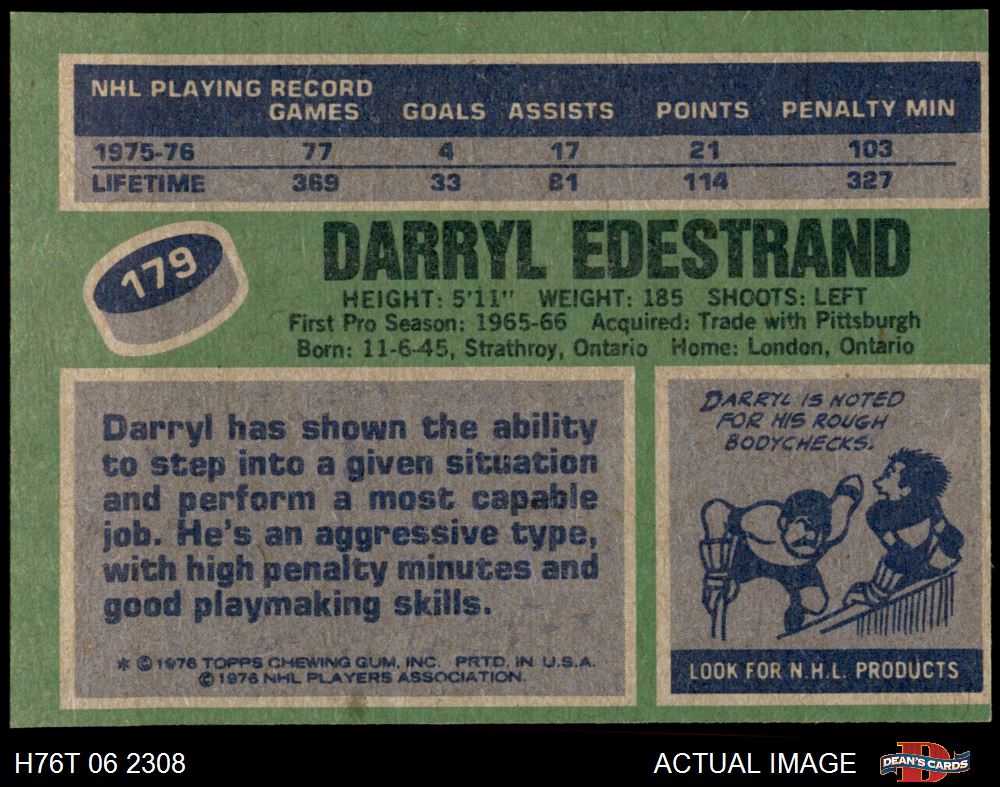 NHL PLAYING RECORD
GAMES GOALS ASSISTS POINTS PENALTY MIN
1975-76 77 4 17 21 103
LIFETIME 369 33 81 114 327
179
DARRYL EDESTRAND
HEIGHT: 5'11" WEIGHT: 185 SHOOTS: LEFT
First Pro Season: 1965-66 Acquired: Trade with Pittsburgh
Born: 11-6-45, Strathroy, Ontario Home: London, Ontario
Darryl has shown the ability
to step into a given situation
and perform a most capable
job. He's an aggressive type,
with high penalty minutes and
good playmaking skills.
* © 1976 TOPPS CHEWING GUM, INC. PRTD. IN U.S.A.
© 1976 NHL PLAYERS ASSOCIATION.
DARRYL IS NOTED
FOR HIS ROUGH
BODYCHECKS.
LOOK FOR N.H.L. PRODUCTS
H76T 06 2308
ACTUAL IMAGE
D
DEAN'S CARDS